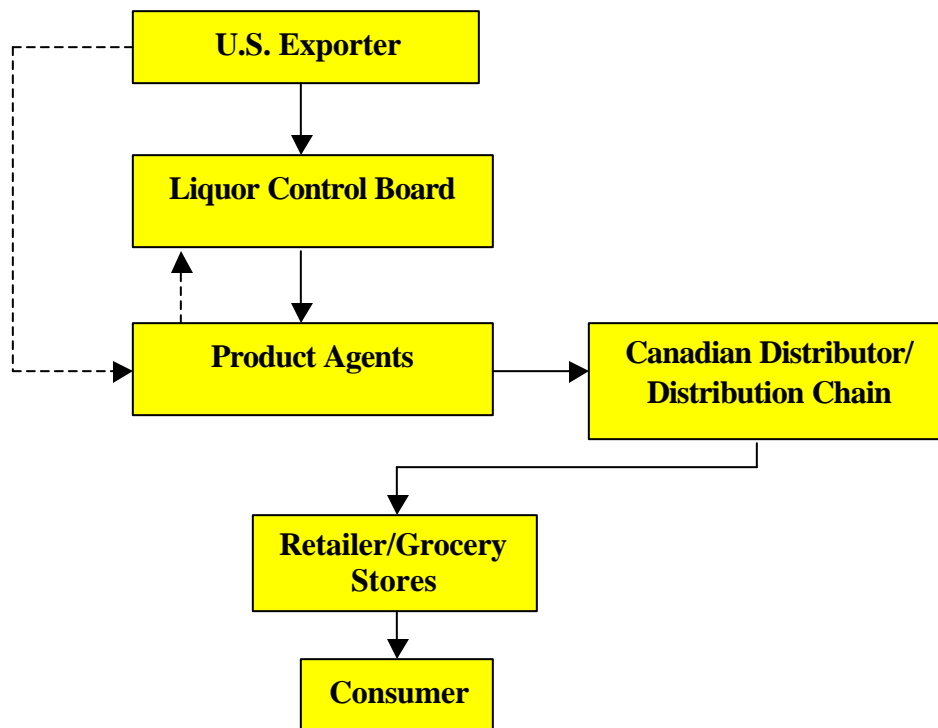 U.S. Exporter
Liquor Control Board
Product Agents
Canadian Distributor/
Distribution Chain
Retailer/Grocery
Stores
Consumer